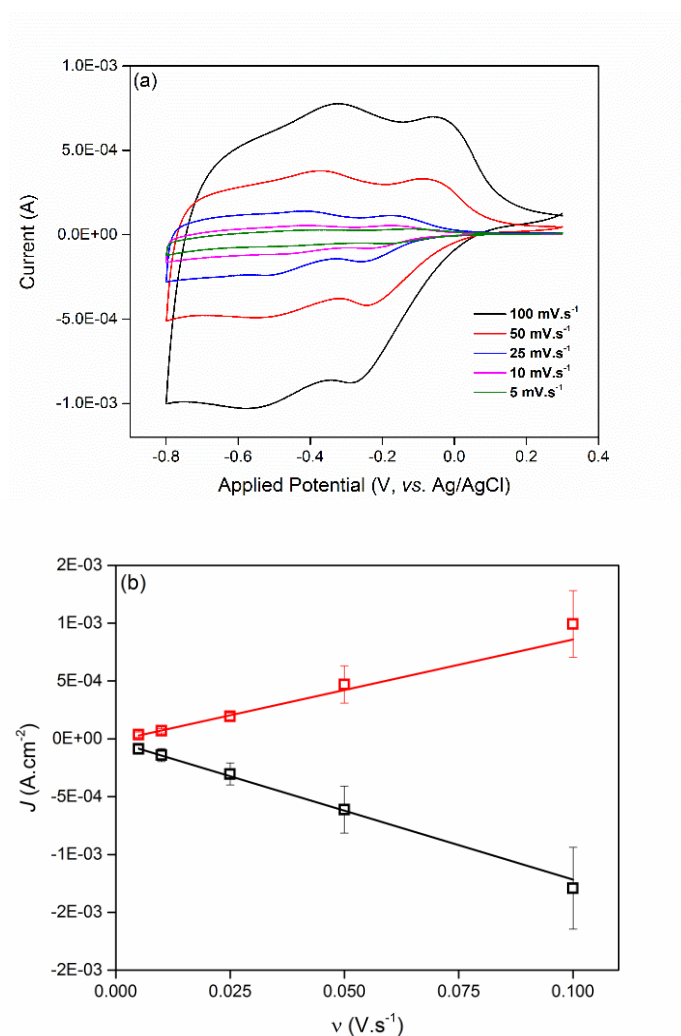 (a)
1.0E-03
5.0E-04
0.0E+00
-5.0E-04
-1.0E-03
Current (A)
100 mV.s⁻¹
50 mV.s⁻¹
25 mV.s⁻¹
10 mV.s⁻¹
5 mV.s⁻¹
-0.8 -0.6 -0.4 -0.2 0.0 0.2 0.4
Applied Potential (V, vs. Ag/AgCl)
(b)
2E-03
1E-03
5E-04
0E+00
-5E-04
-1E-03
-2E-03
-2E-03
J (A.cm⁻²)
0.000 0.025 0.050 0.075 0.100
ν (V.s⁻¹)